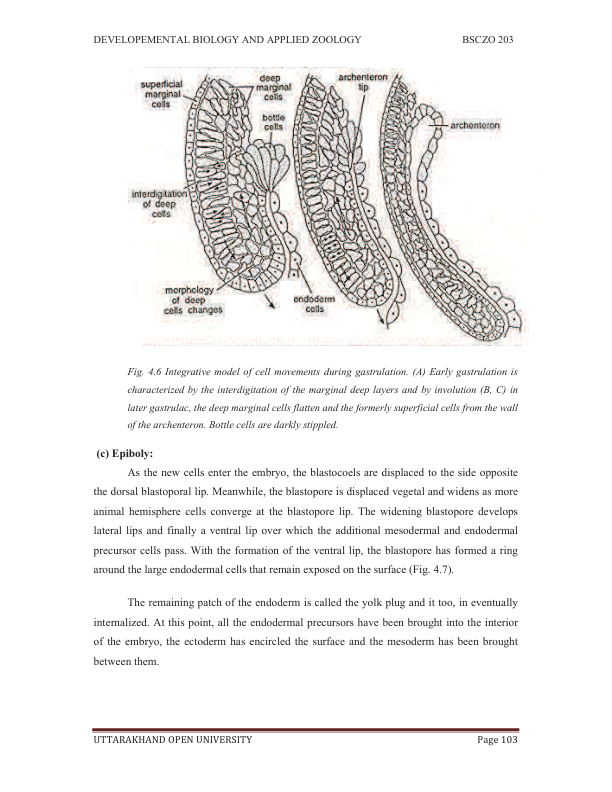 DEVELOPEMENTAL BIOLOGY AND APPLIED ZOOLOGY BSCZO 203
superficial
marginal
cells
deep
marginal
cells
archenteron
tip
bottle
cells
archenteron
interdigitation
of deep
cells
morphology
of deep
cells changes
endoderm
cells
Fig. 4.6 Integrative model of cell movements during gastrulation. (A) Early gastrulation is
characterized by the interdigitation of the marginal deep layers and by involution (B, C) in
later gastrulac, the deep marginal cells flatten and the formerly superficial cells from the wall
of the archenteron. Bottle cells are darkly stippled.
(c) Epiboly:
As the new cells enter the embryo, the blastocoels are displaced to the side opposite
the dorsal blastoporal lip. Meanwhile, the blastopore is displaced vegetal and widens as more
animal hemisphere cells converge at the blastopore lip. The widening blastopore develops
lateral lips and finally a ventral lip over which the additional mesodermal and endodermal
precursor cells pass. With the formation of the ventral lip, the blastopore has formed a ring
around the large endodermal cells that remain exposed on the surface (Fig. 4.7).
The remaining patch of the endoderm is called the yolk plug and it too, in eventually
internalized. At this point, all the endodermal precursors have been brought into the interior
of the embryo, the ectoderm has encircled the surface and the mesoderm has been brought
between them.
UTTARAKHAND OPEN UNIVERSITY Page 103